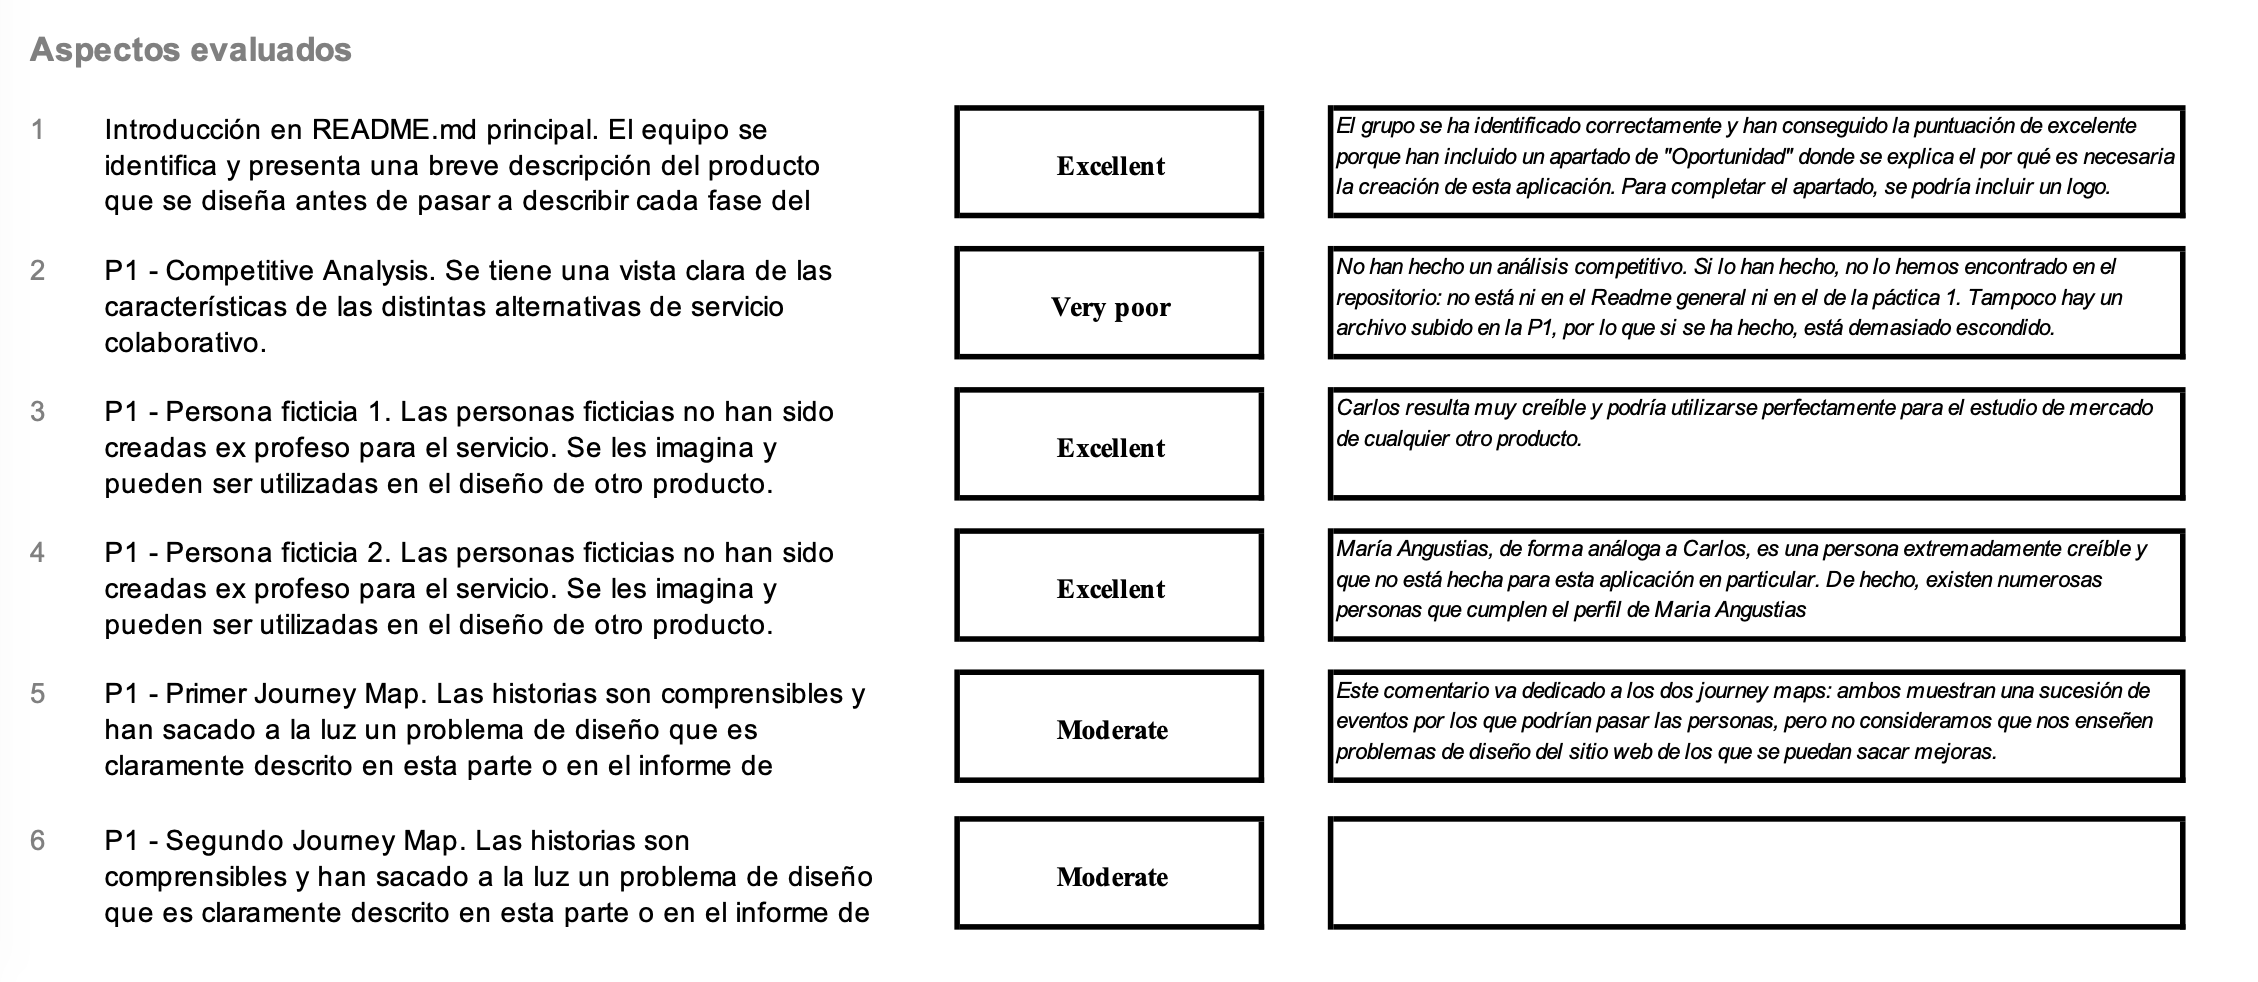 Aspectos evaluados
1
Introducción en README.md principal. El equipo se
identifica y presenta una breve descripción del producto
que se diseña antes de pasar a describir cada fase del
Excellent
El grupo se ha identificado correctamente y han conseguido la puntuación de excelente
porque han incluido un apartado de "Oportunidad" donde se explica el por qué es necesaria
la creación de esta aplicación. Para completar el apartado, se podría incluir un logo.
2
P1 - Competitive Analysis. Se tiene una vista clara de las
características de las distintas alternativas de servicio
colaborativo.
Very poor
No han hecho un análisis competitivo. Si lo han hecho, no lo hemos encontrado en el
repositorio: no está ni en el Readme general ni en el de la páctica 1. Tampoco hay un
archivo subido en la P1, por lo que si se ha hecho, está demasiado escondido.
3
P1 - Persona ficticia 1. Las personas ficticias no han sido
creadas ex profeso para el servicio. Se les imagina y
pueden ser utilizadas en el diseño de otro producto.
Excellent
Carlos resulta muy creíble y podría utilizarse perfectamente para el estudio de mercado
de cualquier otro producto.
4
P1 - Persona ficticia 2. Las personas ficticias no han sido
creadas ex profeso para el servicio. Se les imagina y
pueden ser utilizadas en el diseño de otro producto.
Excellent
María Angustias, de forma análoga a Carlos, es una persona extremadamente creíble y
que no está hecha para esta aplicación en particular. De hecho, existen numerosas
personas que cumplen el perfil de Maria Angustias
5
P1 - Primer Journey Map. Las historias son comprensibles y
han sacado a la luz un problema de diseño que es
claramente descrito en esta parte o en el informe de
Moderate
Este comentario va dedicado a los dos journey maps: ambos muestran una sucesión de
eventos por los que podrían pasar las personas, pero no consideramos que nos enseñen
problemas de diseño del sitio web de los que se puedan sacar mejoras.
6
P1 - Segundo Journey Map. Las historias son
comprensibles y han sacado a la luz un problema de diseño
que es claramente descrito en esta parte o en el informe de
Moderate